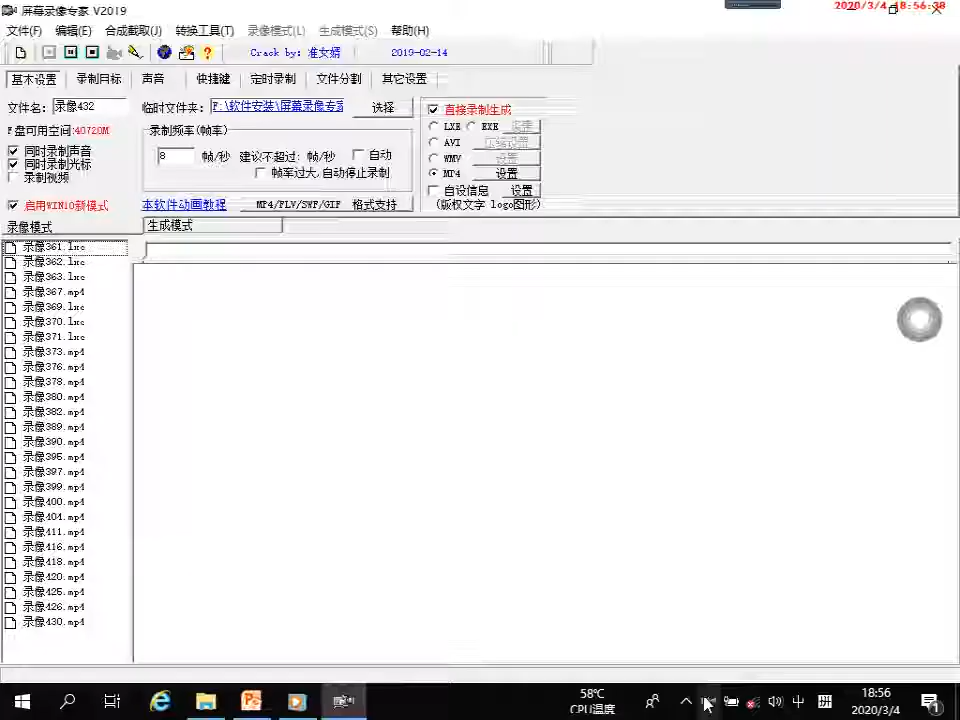 屏幕录像专家 V2019
2020/3/4 18:56:38
文件(F) 编辑(E) 合成截取(J) 转换工具(T) 录像模式(L) 生成模式(S) 帮助(H)
Crack by: 准女婿 2019-02-14
基本设置 录制目标 声音 快捷键 定时录制 文件分割 其它设置
文件名: 录像432 临时文件夹: F:\软件安装\屏幕录像专家 选择
直接录制生成
F盘可用空间:40720M 录制频率(帧率)
LXE EXE 设置
同时录制声音 8 帧/秒 建议不超过: 帧/秒 自动
AVI 压缩设置
同时录制光标
WMV 设置
录制视频 帧率过大,自动停止录制
MP4 设置
自设信息 设置
启用WIN10新模式 本软件动画教程 MP4/FLV/SWF/GIF 格式支持 (版权文字 logo图形)
录像模式 生成模式
录像361.lxe
录像362.lxe
录像363.lxe
录像367.mp4
录像369.lxe
录像370.lxe
录像371.lxe
录像373.mp4
录像376.mp4
录像378.mp4
录像380.mp4
录像382.mp4
录像389.mp4
录像390.mp4
录像395.mp4
录像397.mp4
录像399.mp4
录像400.mp4
录像404.mp4
录像411.mp4
录像416.mp4
录像418.mp4
录像420.mp4
录像425.mp4
录像426.mp4
录像430.mp4
58℃
CPU温度
中 拼
18:56
2020/3/4
1